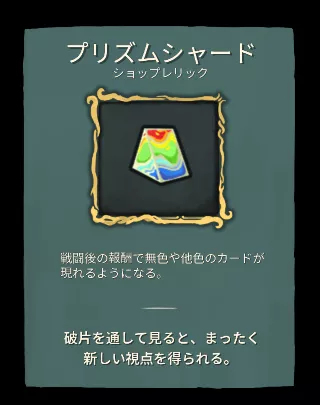 プリズムシャード
ショップレリック
戦闘後の報酬で無色や他色のカードが
現れるようになる。
破片を通して見ると、まったく
新しい視点を得られる。